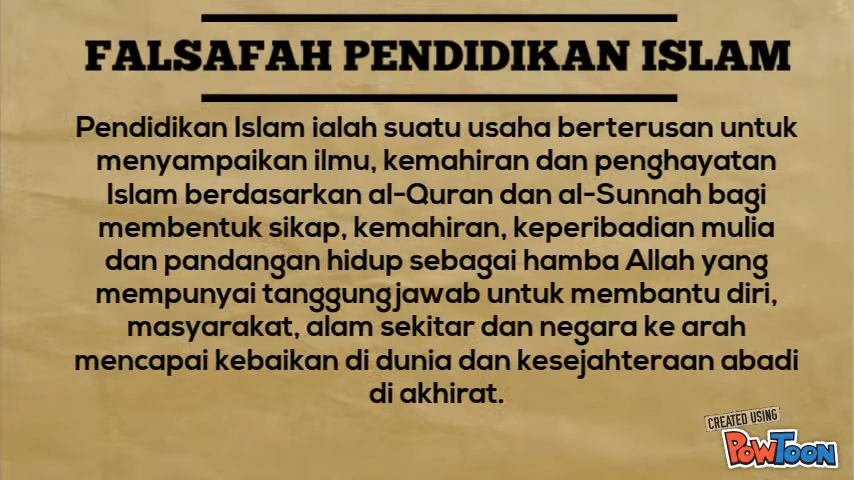 FALSAFAH PENDIDIKAN ISLAM
Pendidikan Islam ialah suatu usaha berterusan untuk
menyampaikan ilmu, kemahiran dan penghayatan
Islam berdasarkan al-Quran dan al-Sunnah bagi
membentuk sikap, kemahiran, keperibadian mulia
dan pandangan hidup sebagai hamba Allah yang
mempunyai tanggungjawab untuk membantu diri,
masyarakat, alam sekitar dan negara ke arah
mencapai kebaikan di dunia dan kesejahteraan abadi
di akhirat.
CREATED USING
POWTOON